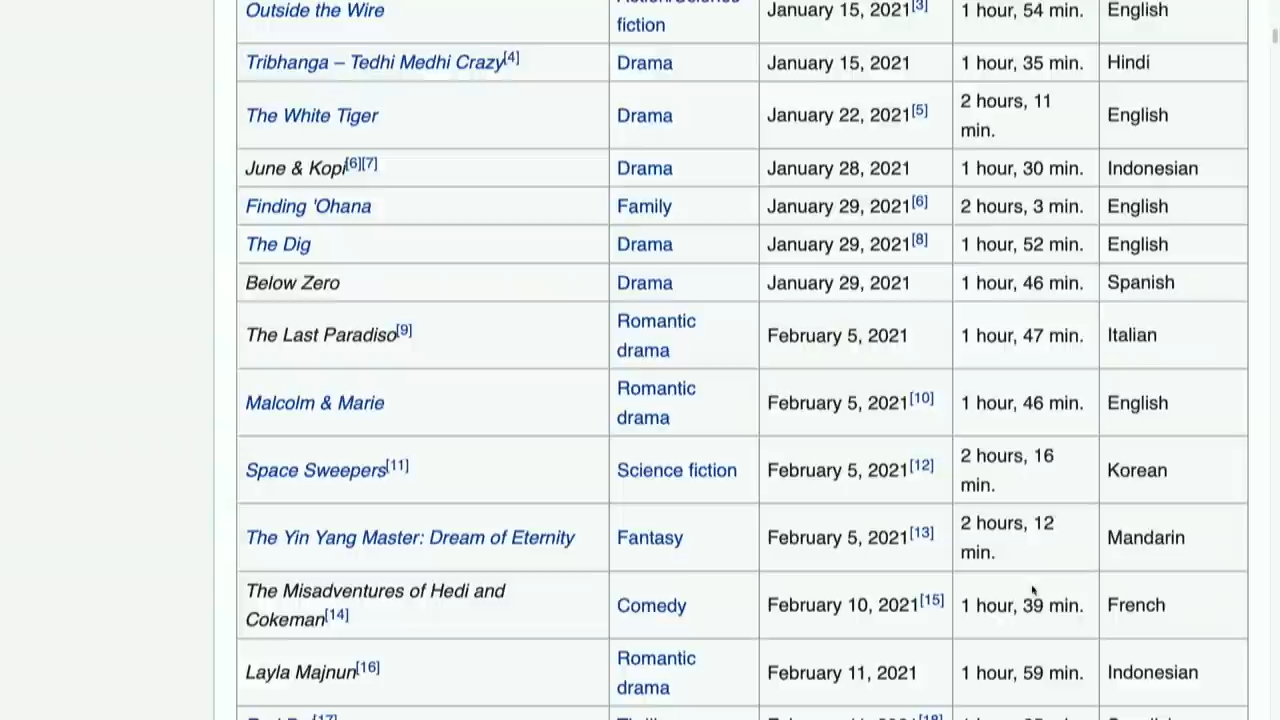 Outside the Wire
fiction
January 15, 2021[3]
1 hour, 54 min.
English
Tribhanga – Tedhi Medhi Crazy[4]
Drama
January 15, 2021
1 hour, 35 min.
Hindi
The White Tiger
Drama
January 22, 2021[5]
2 hours, 11
min.
English
June & Kopi[6][7]
Drama
January 28, 2021
1 hour, 30 min.
Indonesian
Finding 'Ohana
Family
January 29, 2021[6]
2 hours, 3 min.
English
The Dig
Drama
January 29, 2021[8]
1 hour, 52 min.
English
Below Zero
Drama
January 29, 2021
1 hour, 46 min.
Spanish
The Last Paradiso[9]
Romantic
drama
February 5, 2021
1 hour, 47 min.
Italian
Malcolm & Marie
Romantic
drama
February 5, 2021[10]
1 hour, 46 min.
English
Space Sweepers[11]
Science fiction
February 5, 2021[12]
2 hours, 16
min.
Korean
The Yin Yang Master: Dream of Eternity
Fantasy
February 5, 2021[13]
2 hours, 12
min.
Mandarin
The Misadventures of Hedi and
Cokeman[14]
Comedy
February 10, 2021[15]
1 hour, 39 min.
French
Layla Majnun[16]
Romantic
drama
February 11, 2021
1 hour, 59 min.
Indonesian